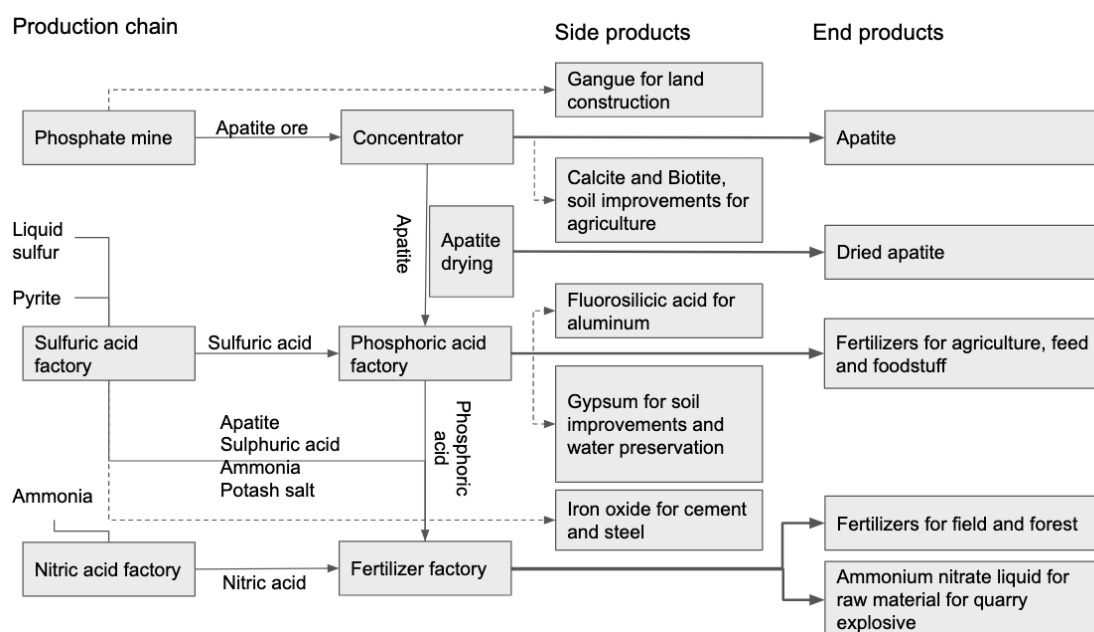 Production chain
Side products
End products
Gangue for land
construction
Phosphate mine
Apatite ore
Concentrator
Apatite
Calcite and Biotite,
soil improvements for
agriculture
Apatite
Apatite
drying
Dried apatite
Liquid
sulfur
Pyrite
Fluorosilicic acid for
aluminum
Sulfuric acid
factory
Sulfuric acid
Phosphoric acid
factory
Fertilizers for agriculture, feed
and foodstuff
Gypsum for soil
improvements and
water preservation
Apatite
Sulphuric acid
Ammonia
Potash salt
Phosphoric
acid
Ammonia
Iron oxide for cement
and steel
Fertilizers for field and forest
Nitric acid factory
Nitric acid
Fertilizer factory
Ammonium nitrate liquid for
raw material for quarry
explosive